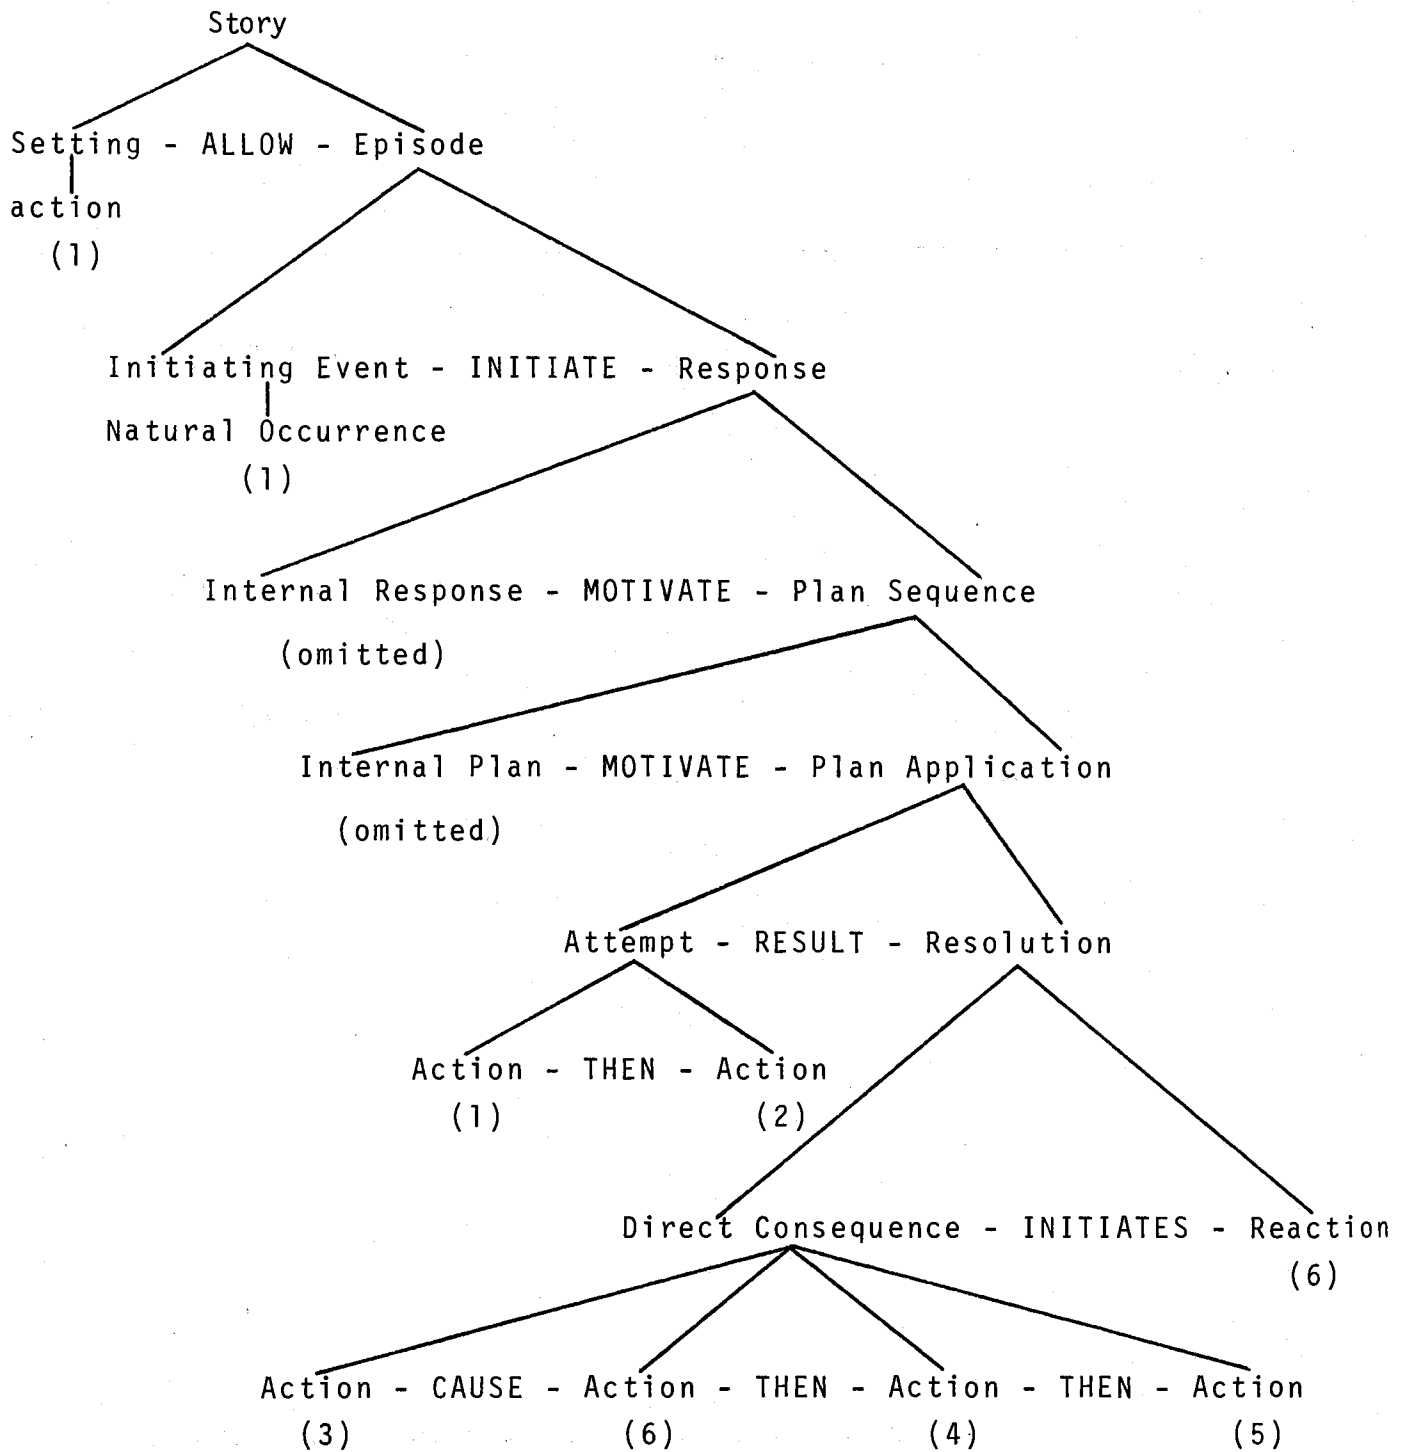 Story
Setting - ALLOW - Episode
action
(1)
Initiating Event - INITIATE - Response
Natural Occurrence
(1)
Internal Response - MOTIVATE - Plan Sequence
(omitted)
Internal Plan - MOTIVATE - Plan Application
(omitted)
Attempt - RESULT - Resolution
Action - THEN - Action
(1) (2)
Direct Consequence - INITIATES - Reaction
(6)
Action - CAUSE - Action - THEN - Action - THEN - Action
(3) (6) (4) (5)